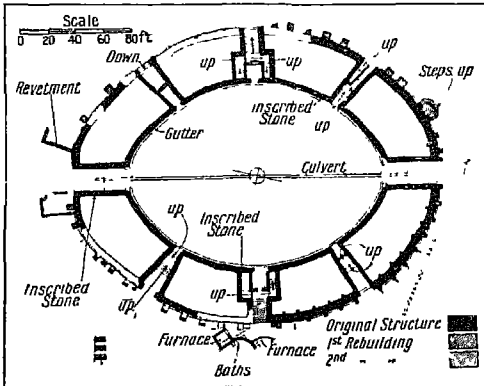 Scale
0 20 40 60 80ft
Down
up
up
up
Steps up
Revetment
Inscribed
Stone
up
Gutter
Culvert
up
Inscribed
Stone
up
up
Inscribed
Stone
up
Furnace
Furnace
Baths
Original Structure
1st Rebuilding
2nd " "